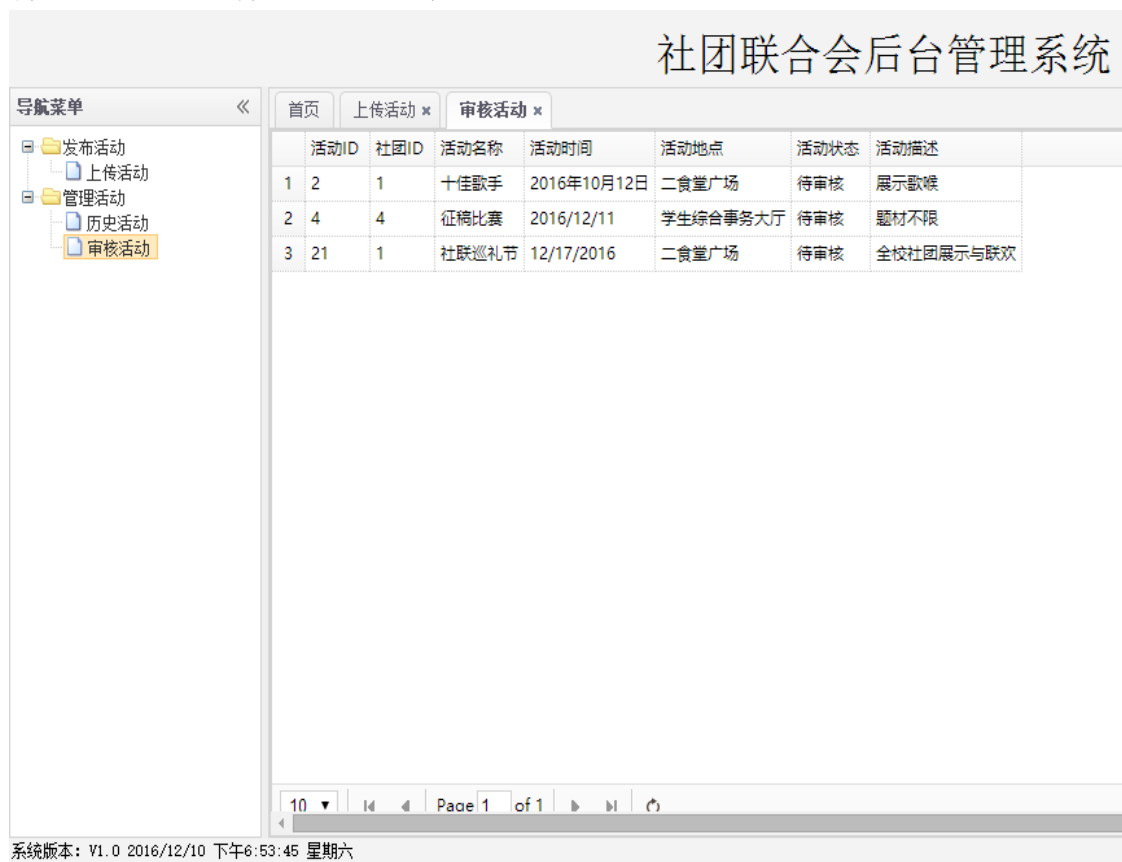 社团联合会后台管理系统
导航菜单
首页 上传活动 审核活动
发布活动
上传活动
管理活动
历史活动
审核活动
活动ID 社团ID 活动名称 活动时间 活动地点 活动状态 活动描述
1 2 1 十佳歌手 2016年10月12日 二食堂广场 待审核 展示歌喉
2 4 4 征稿比赛 2016/12/11 学生综合事务大厅 待审核 题材不限
3 21 1 社联巡礼节 12/17/2016 二食堂广场 待审核 全校社团展示与联欢
10 Page 1 of 1
系统版本: V1.0 2016/12/10 下午6:53:45 星期六